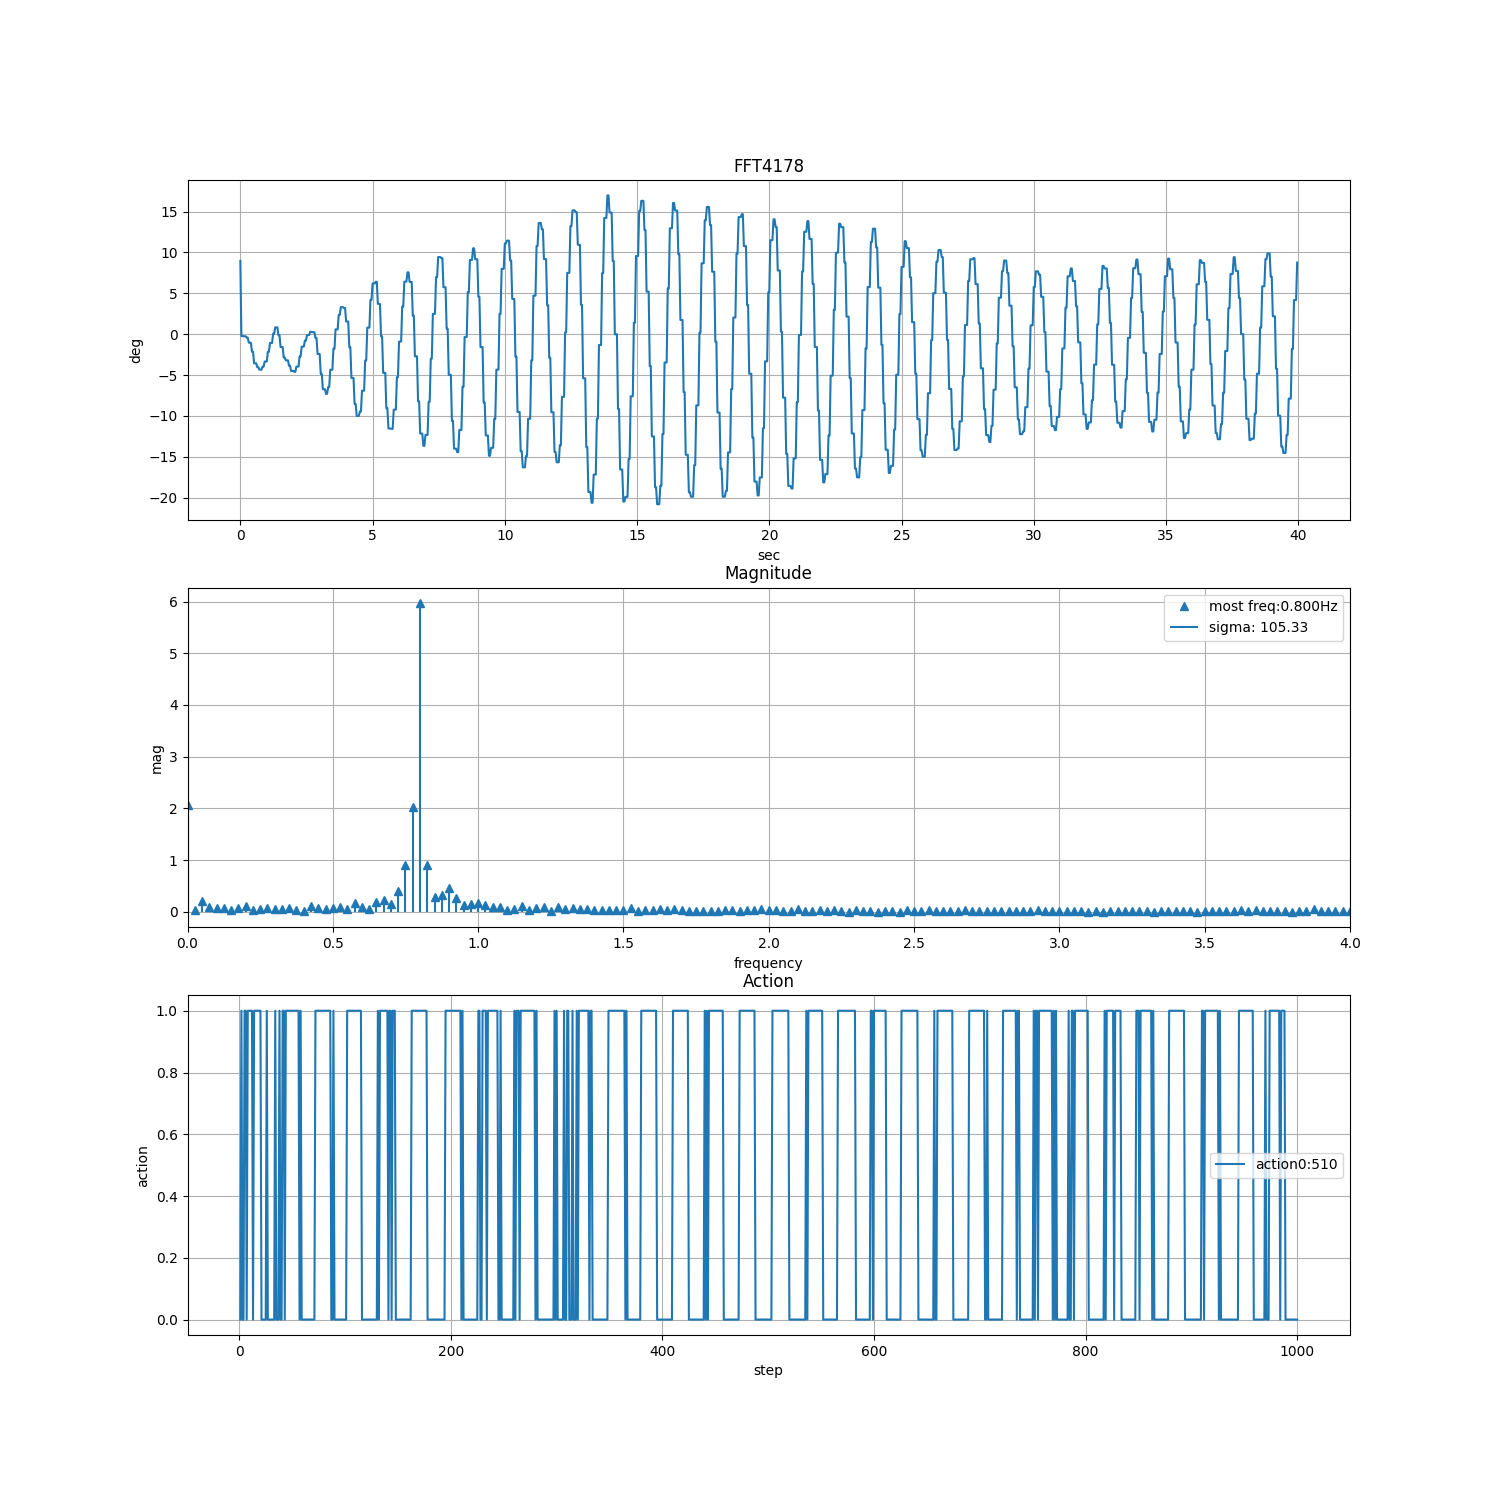 FFT4178
15
10
5
0
−5
−10
−15
−20
deg
0 5 10 15 20 25 30 35 40
sec
Magnitude
6
5
4
3
2
1
0
mag
most freq:0.800Hz
sigma: 105.33
0.0 0.5 1.0 1.5 2.0 2.5 3.0 3.5 4.0
frequency
Action
1.0
0.8
0.6
0.4
0.2
0.0
action
action0:510
0 200 400 600 800 1000
step